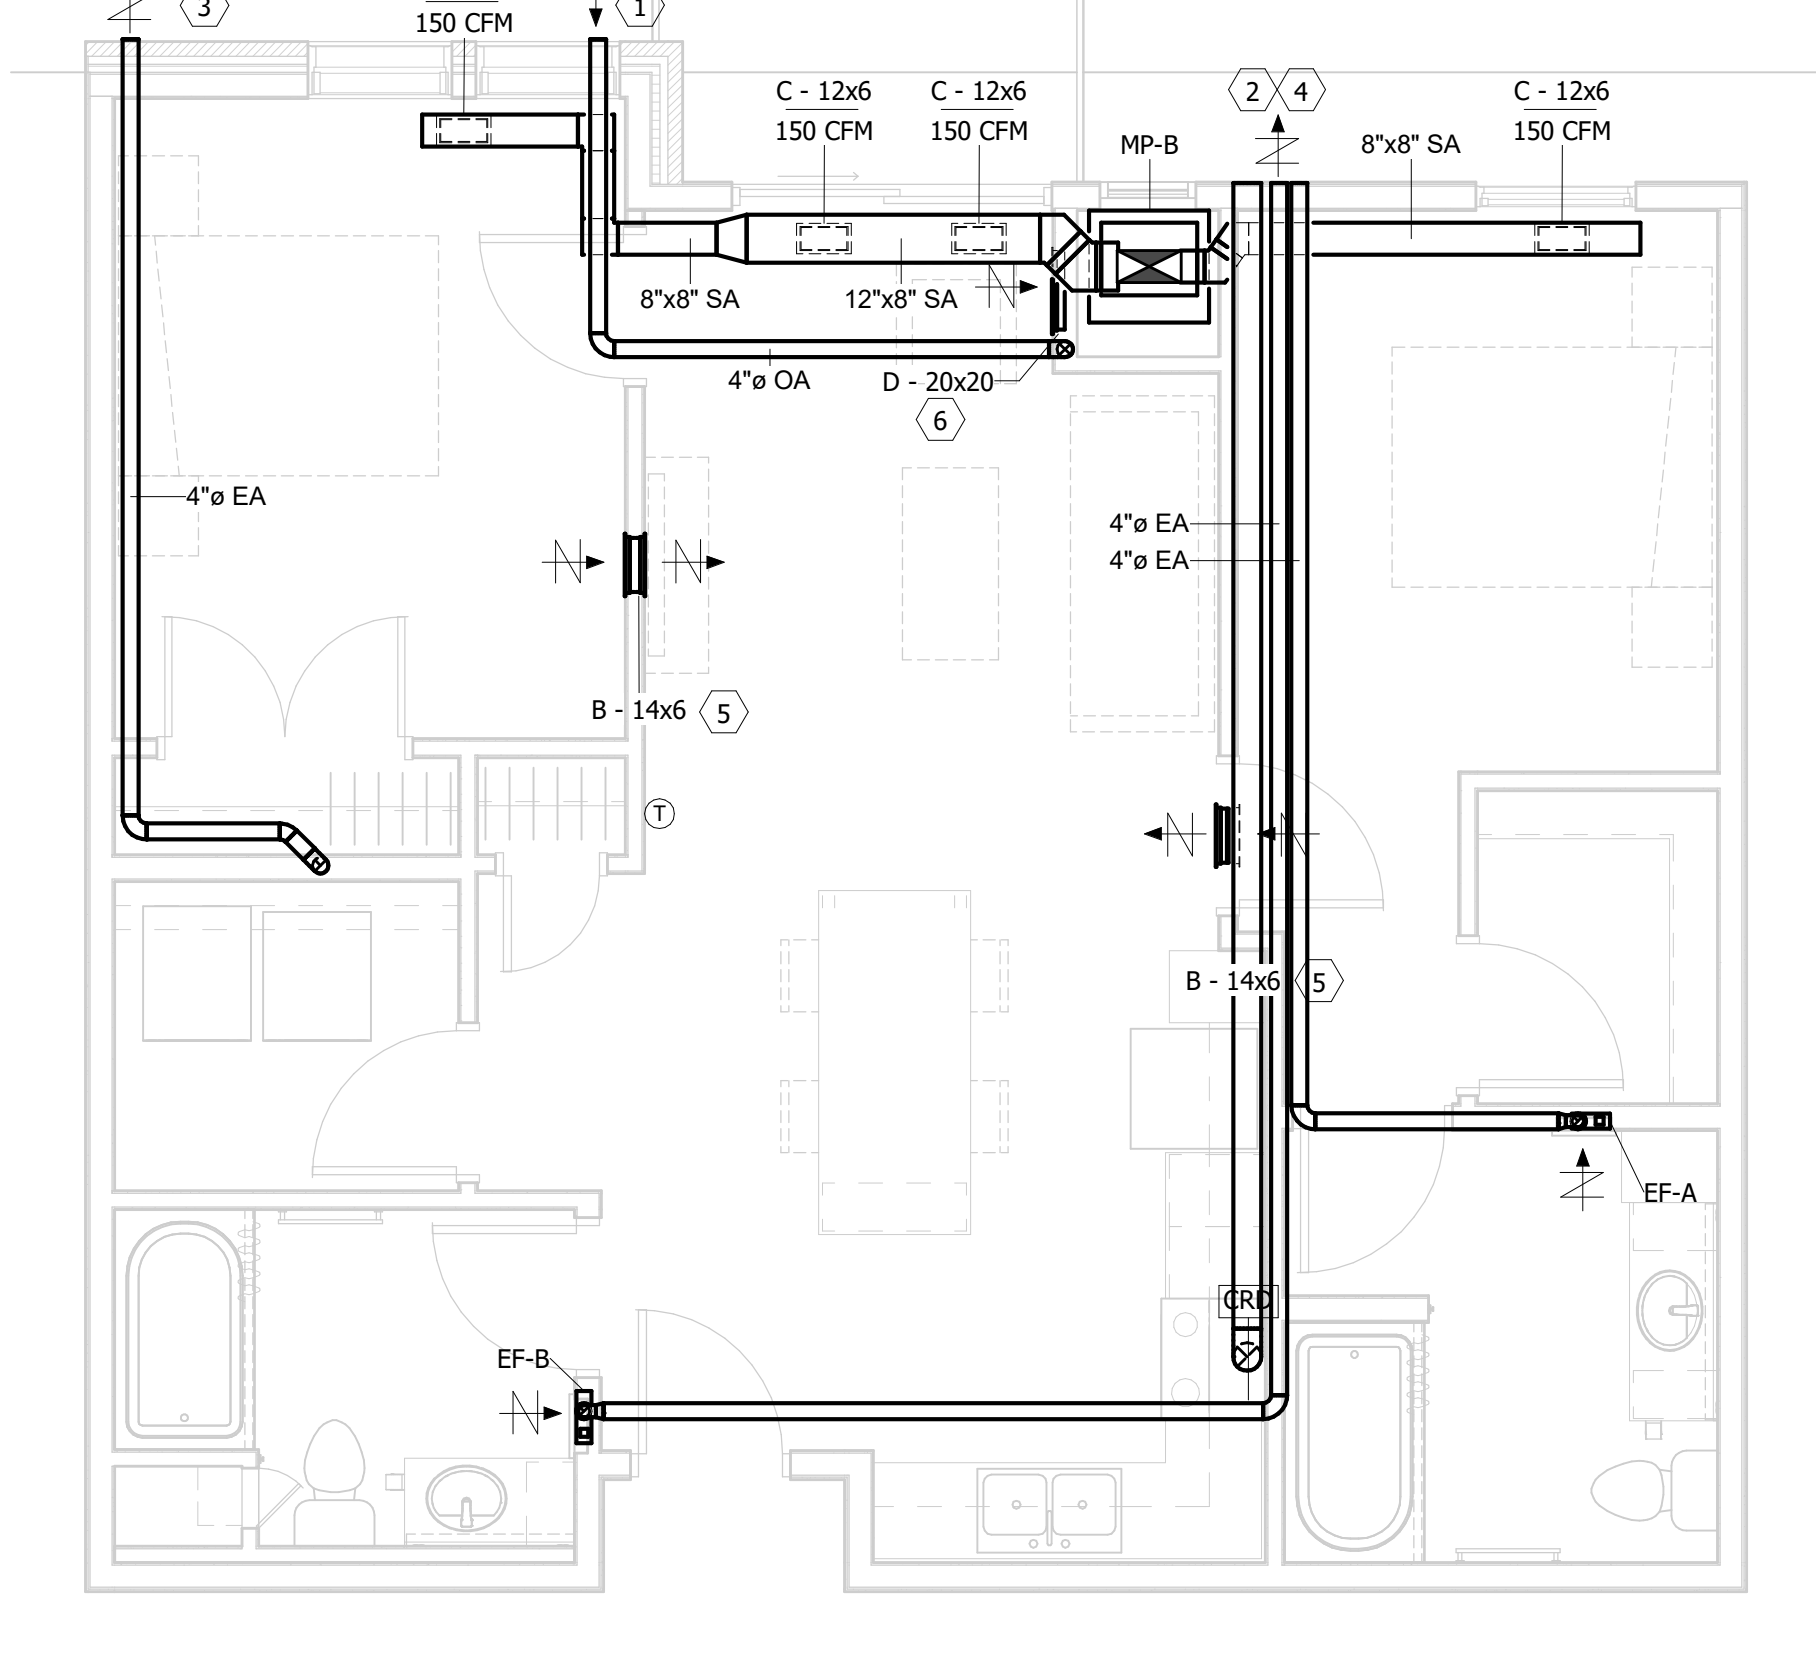 3
150 CFM
1
C - 12x6
150 CFM
C - 12x6
150 CFM
2
4
C - 12x6
150 CFM
MP-B
8"x8" SA
8"x8" SA
12"x8" SA
4"ø OA
D - 20x20
6
4"ø EA
4"ø EA
4"ø EA
B - 14x6
5
T
B - 14x6
5
EF-A
CRD
EF-B